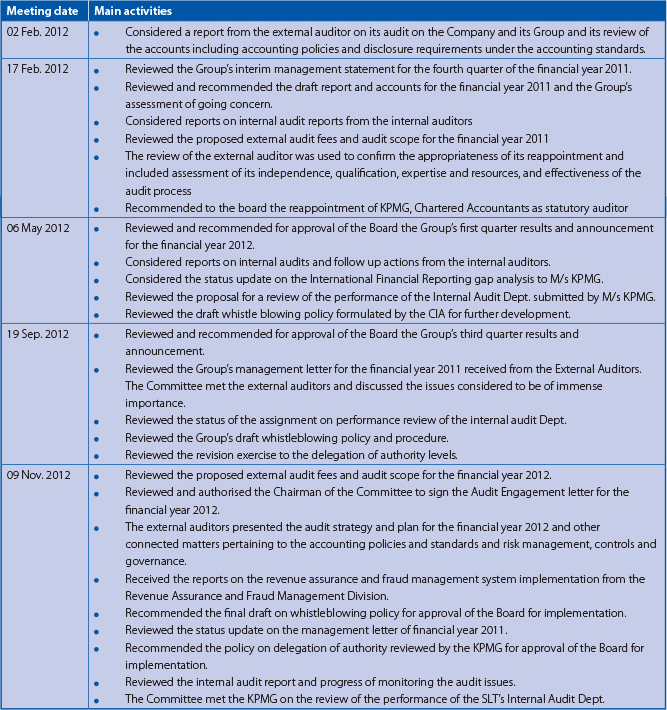 Meeting date Main activities
02 Feb. 2012 • Considered a report from the external auditor on its audit on the Company and its Group and its review of
the accounts including accounting policies and disclosure requirements under the accounting standards.
17 Feb. 2012 • Reviewed the Group's interim management statement for the fourth quarter of the financial year 2011.
• Reviewed and recommended the draft report and accounts for the financial year 2011 and the Group's
assessment of going concern.
• Considered reports on internal audit reports from the internal auditors
• Reviewed the proposed external audit fees and audit scope for the financial year 2011
• The review of the external auditor was used to confirm the appropriateness of its reappointment and
included assessment of its independence, qualification, expertise and resources, and effectiveness of the
audit process
• Recommended to the board the reappointment of KPMG, Chartered Accountants as statutory auditor
06 May 2012 • Reviewed and recommended for approval of the Board the Group's first quarter results and announcement
for the financial year 2012.
• Considered reports on internal audits and follow up actions from the internal auditors.
• Considered the status update on the International Financial Reporting gap analysis to M/s KPMG.
• Reviewed the proposal for a review of the performance of the Internal Audit Dept. submitted by M/s KPMG.
• Reviewed the draft whistle blowing policy formulated by the CIA for further development.
19 Sep. 2012 • Reviewed and recommended for approval of the Board the Group's third quarter results and
announcement.
• Reviewed the Group's management letter for the financial year 2011 received from the External Auditors.
The Committee met the external auditors and discussed the issues considered to be of immense
importance.
• Reviewed the status of the assignment on performance review of the internal audit Dept.
• Reviewed the Group's draft whistleblowing policy and procedure.
• Reviewed the revision exercise to the delegation of authority levels.
09 Nov. 2012 • Reviewed the proposed external audit fees and audit scope for the financial year 2012.
• Reviewed and authorised the Chairman of the Committee to sign the Audit Engagement letter for the
financial year 2012.
• The external auditors presented the audit strategy and plan for the financial year 2012 and other
connected matters pertaining to the accounting policies and standards and risk management, controls and
governance.
• Received the reports on the revenue assurance and fraud management system implementation from the
Revenue Assurance and Fraud Management Division.
• Recommended the final draft on whistleblowing policy for approval of the Board for implementation.
• Reviewed the status update on the management letter of financial year 2011.
• Recommended the policy on delegation of authority reviewed by the KPMG for approval of the Board for
implementation.
• Reviewed the internal audit report and progress of monitoring the audit issues.
• The Committee met the KPMG on the review of the performance of the SLT's Internal Audit Dept.